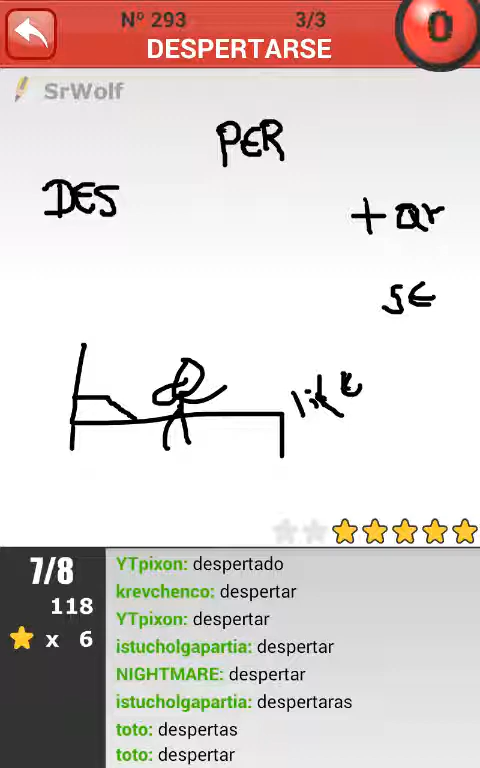 Nº 293 3/3
DESPERTARSE
0
SrWolf
PER
DES
+ar
SE
like
7/8
118
x 6
YTpixon: despertado
krevchenco: despertar
YTpixon: despertar
istucholgapartia: despertar
NIGHTMARE: despertar
istucholgapartia: despertaras
toto: despertas
toto: despertar